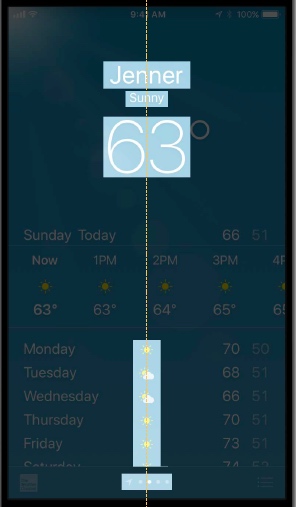 9:41 AM 100%
Jenner
Sunny
63°
Sunday Today 66 51
Now 1PM 2PM 3PM 4P
63° 63° 64° 65° 65
Monday 70 50
Tuesday 68 51
Wednesday 66 51
Thursday 70 51
Friday 73 51
Saturday 74 52